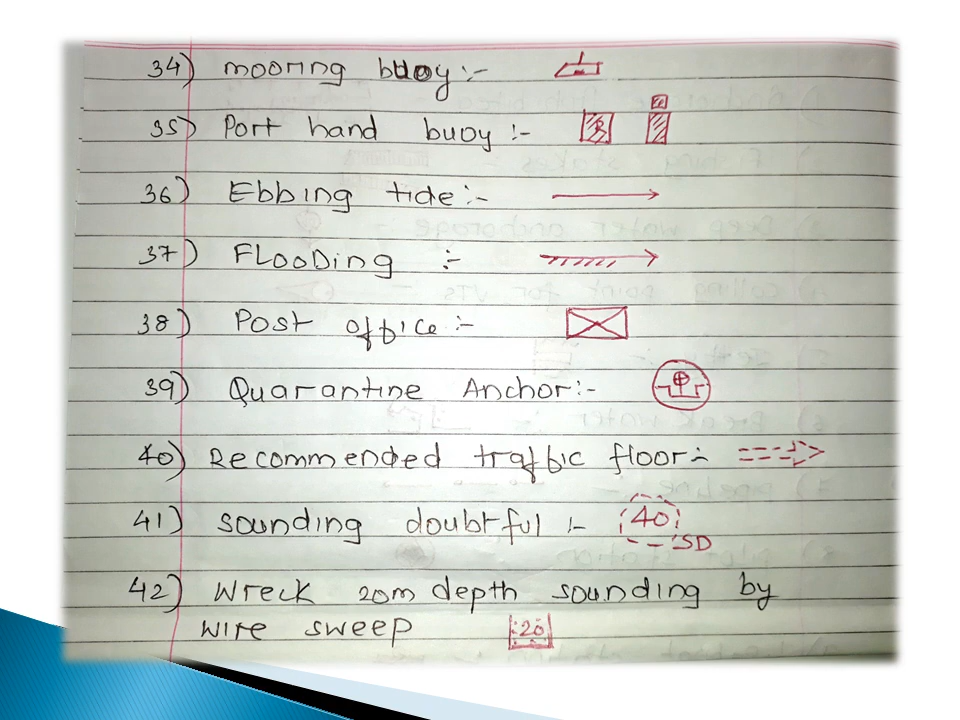 34) mooring buoy :-
35) Port hand buoy :- R
36) Ebbing tide :-
37) FLooDing :-
38) Post office :-
39) Quarantine Anchor :-
40) Recommended traffic floor :-
41) sounding doubtful :- (40) SD
42) Wreck 20m depth sounding by
wire sweep 20